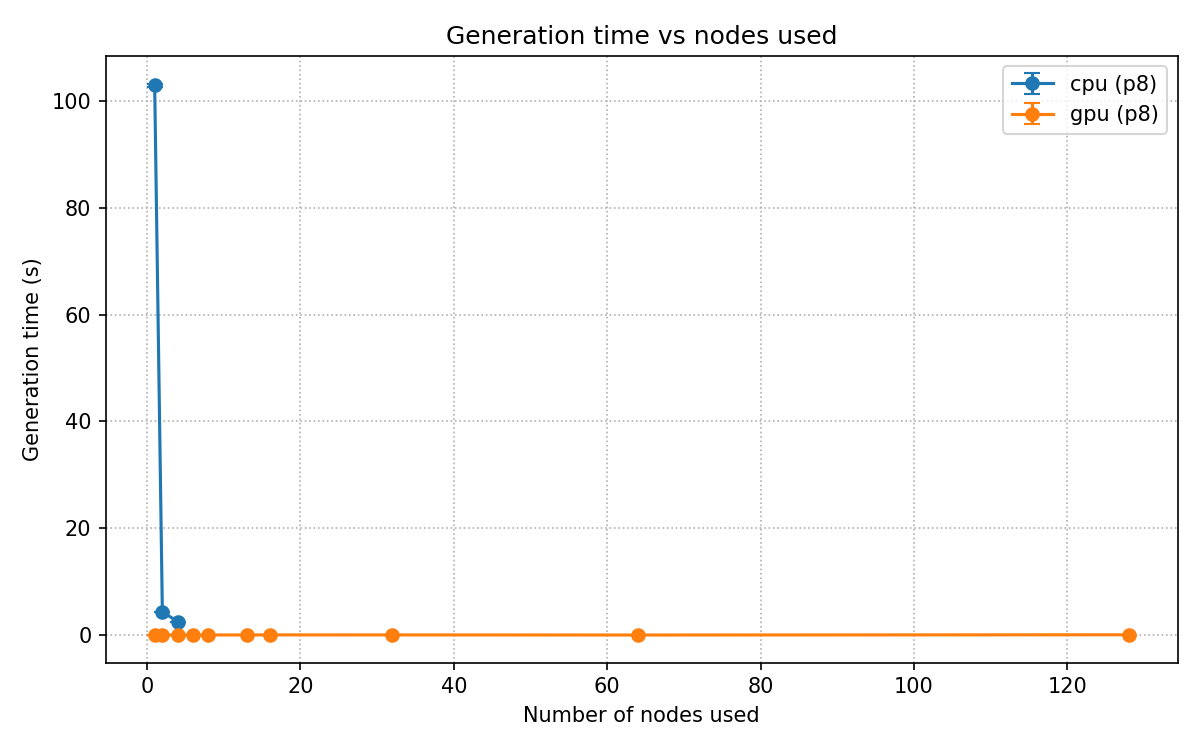 Generation time vs nodes used
cpu (p8)
gpu (p8)
100
80
60
40
20
0
Generation time (s)
0 20 40 60 80 100 120
Number of nodes used